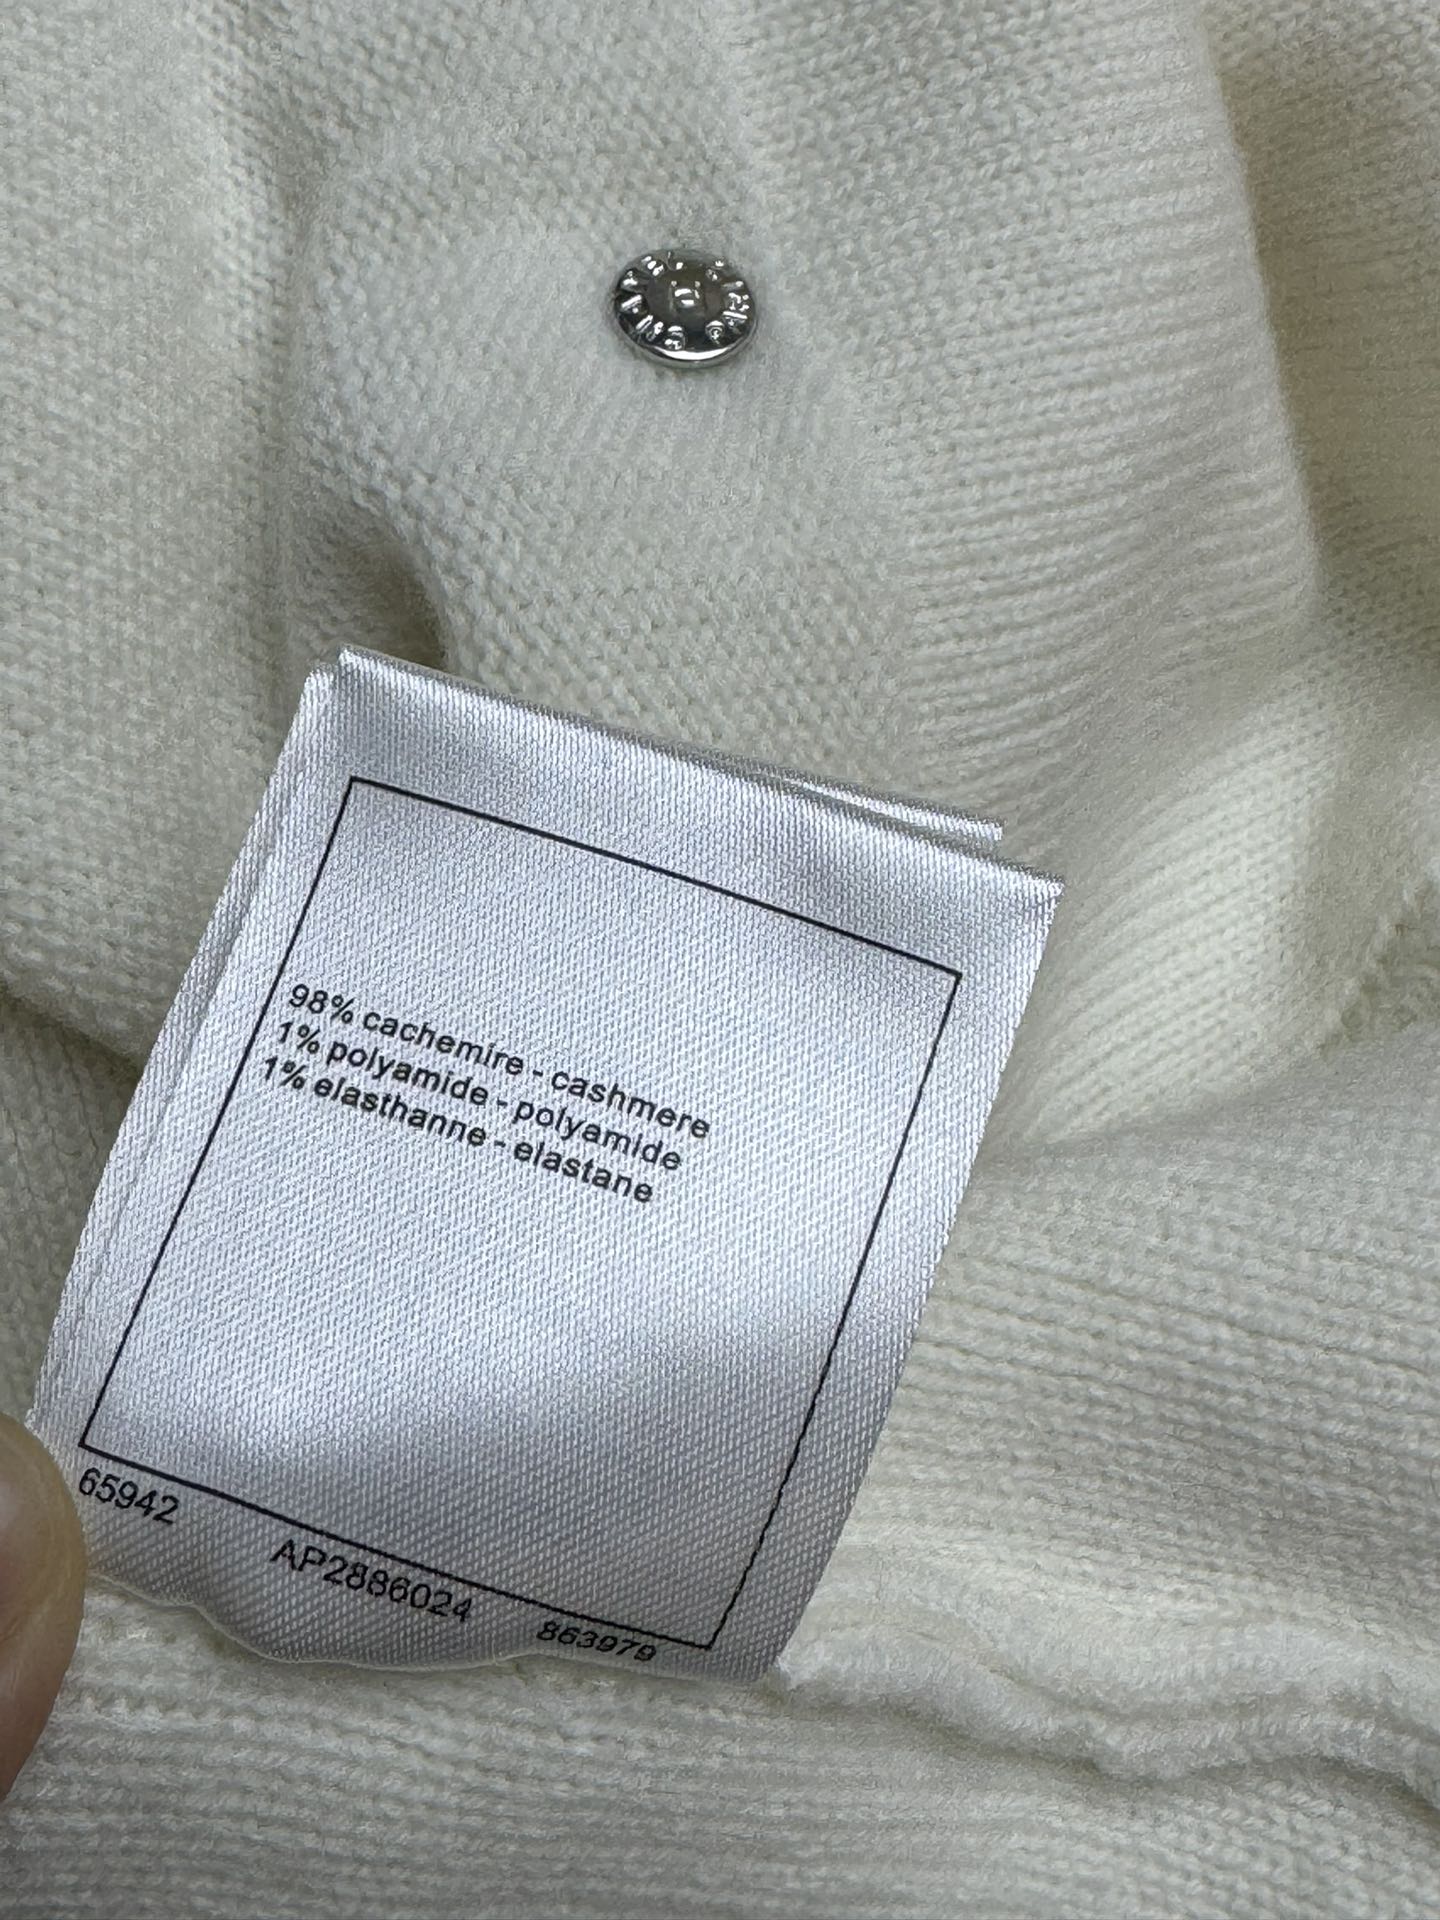 98% cachemire - cashmere
1% polyamide - polyamide
1% elasthanne - elastane
65942
AP2886024
863979